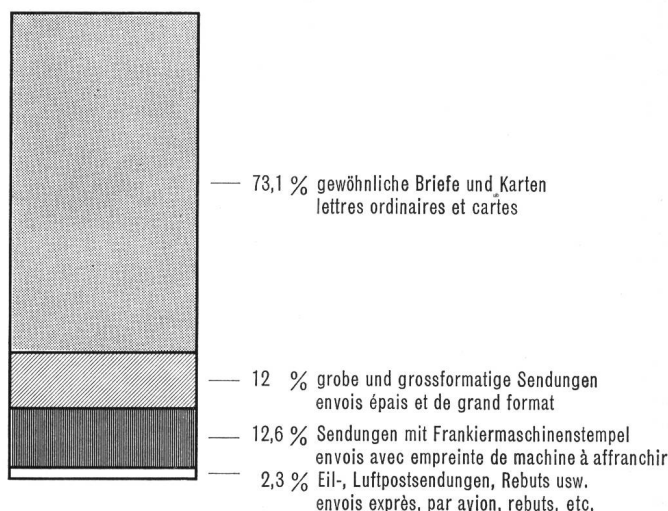 73,1 % gewöhnliche Briefe und Karten
lettres ordinaires et cartes
12 % grobe und grossformatige Sendungen
envois épais et de grand format
12,6 % Sendungen mit Frankiermaschinenstempel
envois avec empreinte de machine à affranchir
2,3 % Eil-, Luftpostsendungen, Rebuts usw.
envois exprès, par avion, rebuts, etc.